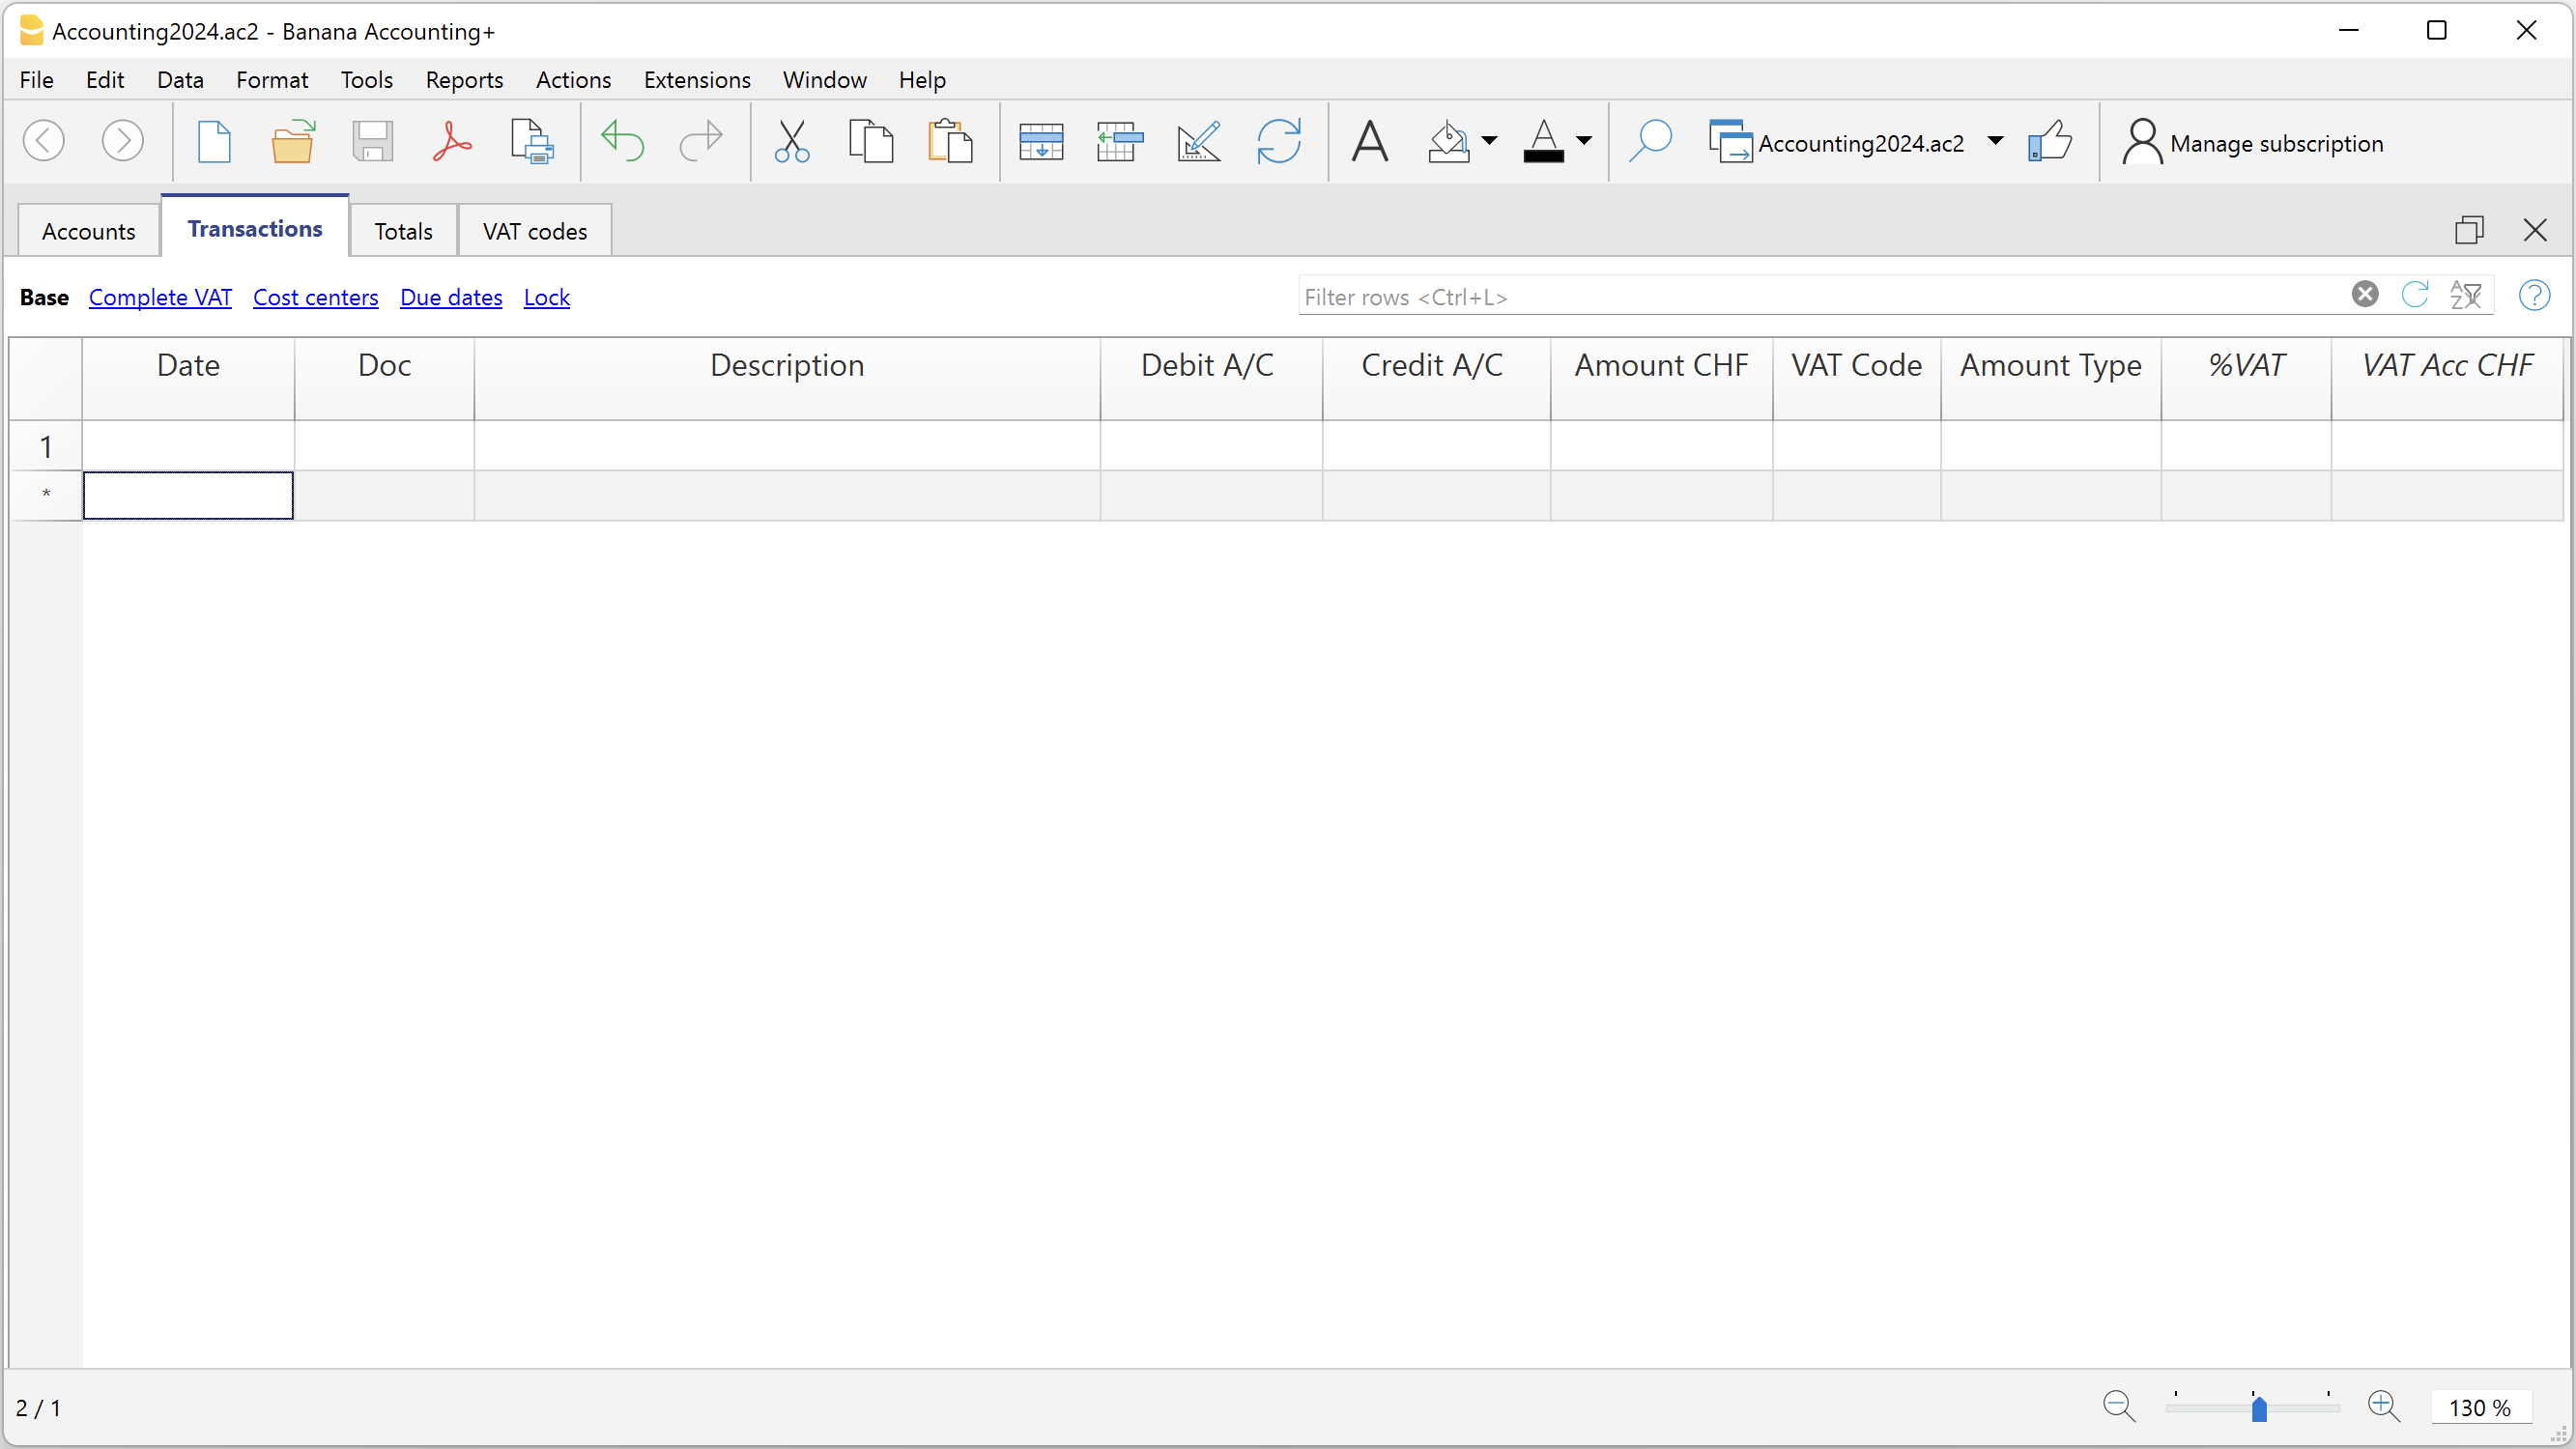 Accounting2024.ac2 - Banana Accounting+
File Edit Data Format Tools Reports Actions Extensions Window Help
Accounting2024.ac2 Manage subscription
Accounts Transactions Totals VAT codes
Base Complete VAT Cost centers Due dates Lock Filter rows <Ctrl+L>
Date Doc Description Debit A/C Credit A/C Amount CHF VAT Code Amount Type %VAT VAT Acc CHF
1
*
2 / 1 130 %